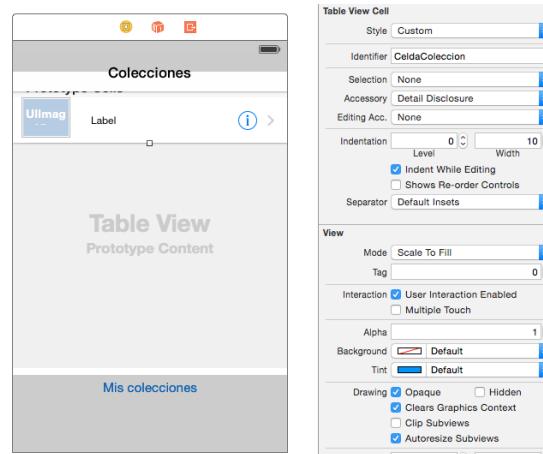 Colecciones
Prototype Cells
UIImag
Label
Table View
Prototype Content
Mis colecciones
Table View Cell
Style Custom
Identifier CeldaColeccion
Selection None
Accessory Detail Disclosure
Editing Acc. None
Indentation 0 10
Level Width
Indent While Editing
Shows Re-order Controls
Separator Default Insets
View
Mode Scale To Fill
Tag 0
Interaction User Interaction Enabled
Multiple Touch
Alpha 1
Background Default
Tint Default
Drawing Opaque Hidden
Clears Graphics Context
Clip Subviews
Autoresize Subviews